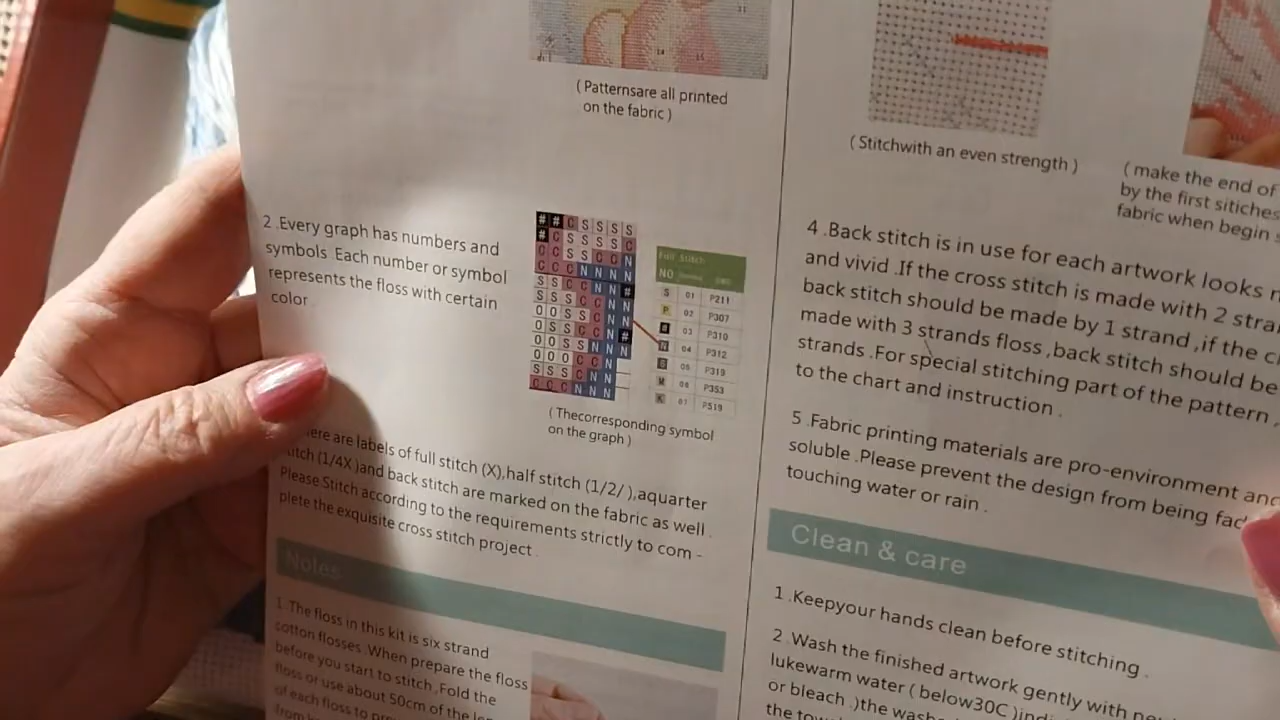 ( Patternsare all printed
on the fabric )
2 .Every graph has numbers and
symbols .Each number or symbol
represents the floss with certain
color .
# # C S S S S
# C S S S S C
C C S S C C N
C C C N N N N
S S C C N N #
S S S C C N N
O O S S C N N
O S S C C N #
O O S S N N N
O O O C C N
S S S C N N
C C C N N N
Full Stitch
NO
S 01 P211
P 02 P307
# 03 P310
N 04 P312
05 P319
M 06 P353
K P519
( Thecorresponding symbol
on the graph )
are labels of full stitch (X),half stitch (1/2/ ),aquarter
(1/4X )and back stitch are marked on the fabric as well .
Please Stitch according to the requirements strictly to com -
plete the exquisite cross stitch project .
Notes
1 .The floss in this kit is six strand
cotton flosses .When prepare the floss
before you start to stitch ,Fold the
floss or use about 50cm of the
of each floss to
( Stitchwith an even strength )
( make the end of
by the first stiches
fabric when begin
4 .Back stitch is in use for each artwork looks
and vivid .If the cross stitch is made with 2
back stitch should be made by 1 strand ,if the
made with 3 strands floss ,back stitch should be
strands .For special stitching part of the pattern ,
to the chart and instruction .
5 .Fabric printing materials are pro-environment
soluble .Please prevent the design from being
touching water or rain .
Clean & care
1 .Keepyour hands clean before stitching .
2 .Wash the finished artwork gently with
lukewarm water ( below30C )
or bleach .)the
the